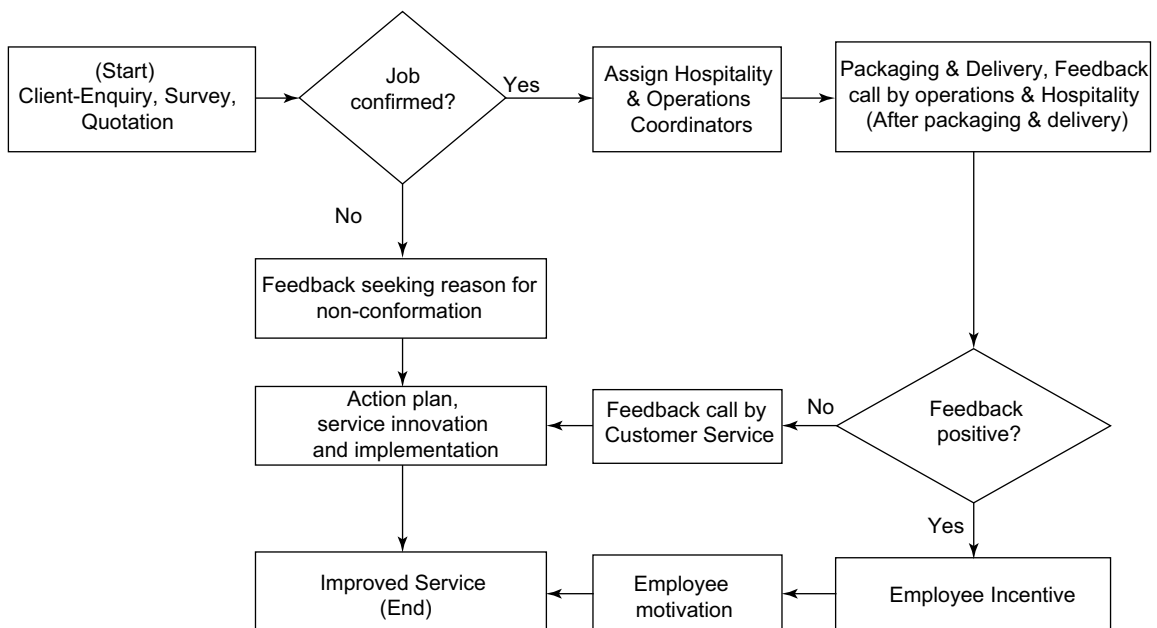 (Start)
Client-Enquiry, Survey,
Quotation
Job
confirmed?
Yes
Assign Hospitality
& Operations
Coordinators
Packaging & Delivery, Feedback
call by operations & Hospitality
(After packaging & delivery)
No
Feedback seeking reason for
non-conformation
Action plan,
service innovation
and implementation
Feedback call by
Customer Service
No
Feedback
positive?
Yes
Improved Service
(End)
Employee
motivation
Employee Incentive